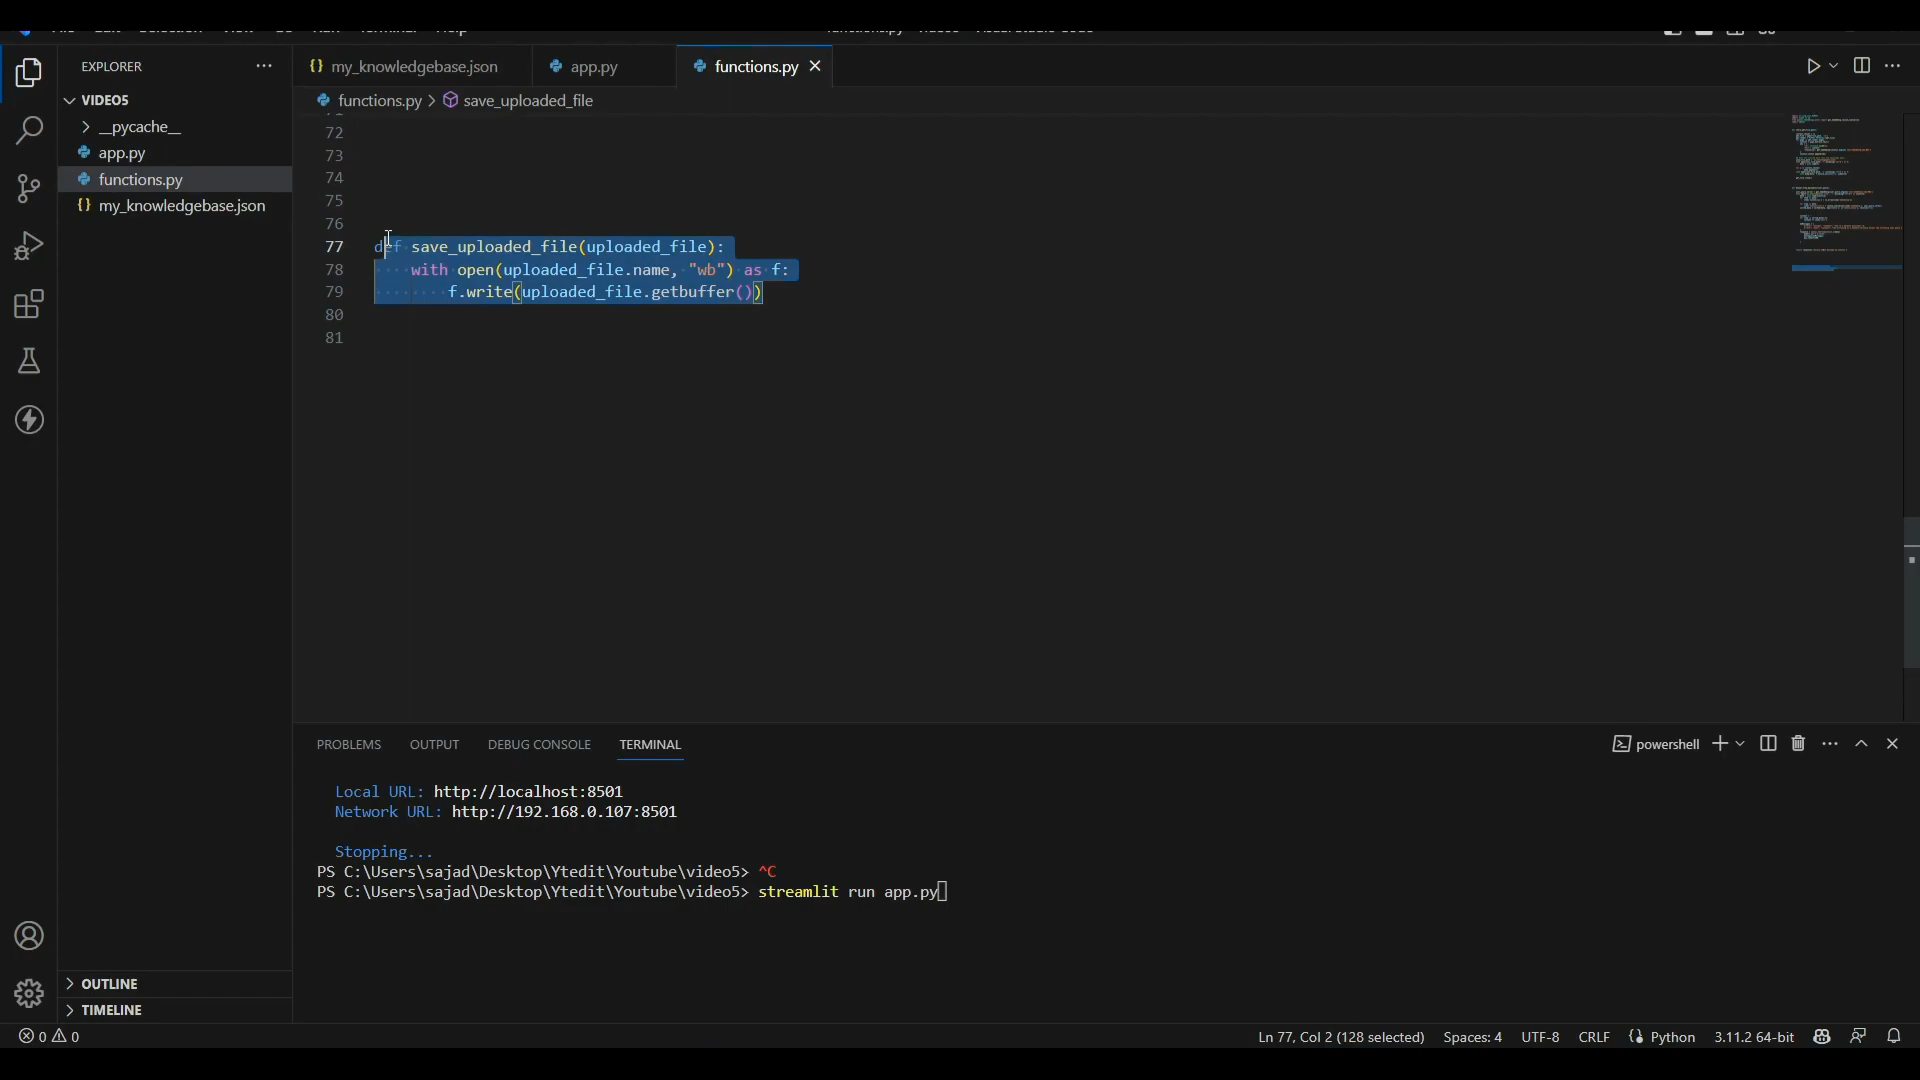 EXPLORER
my_knowledgebase.json
app.py
functions.py
VIDEO5
functions.py > save_uploaded_file
> __pycache__
app.py
functions.py
my_knowledgebase.json
72
73
74
75
76
77 def save_uploaded_file(uploaded_file):
78 with open(uploaded_file.name, "wb") as f:
79 f.write(uploaded_file.getbuffer())
80
81
PROBLEMS OUTPUT DEBUG CONSOLE TERMINAL
powershell
Local URL: http://localhost:8501
Network URL: http://192.168.0.107:8501
Stopping...
PS C:\Users\sajad\Desktop\Ytedit\Youtube\video5> ^C
PS C:\Users\sajad\Desktop\Ytedit\Youtube\video5> streamlit run app.py
OUTLINE
TIMELINE
0 0
Ln 77, Col 2 (128 selected) Spaces: 4 UTF-8 CRLF Python 3.11.2 64-bit